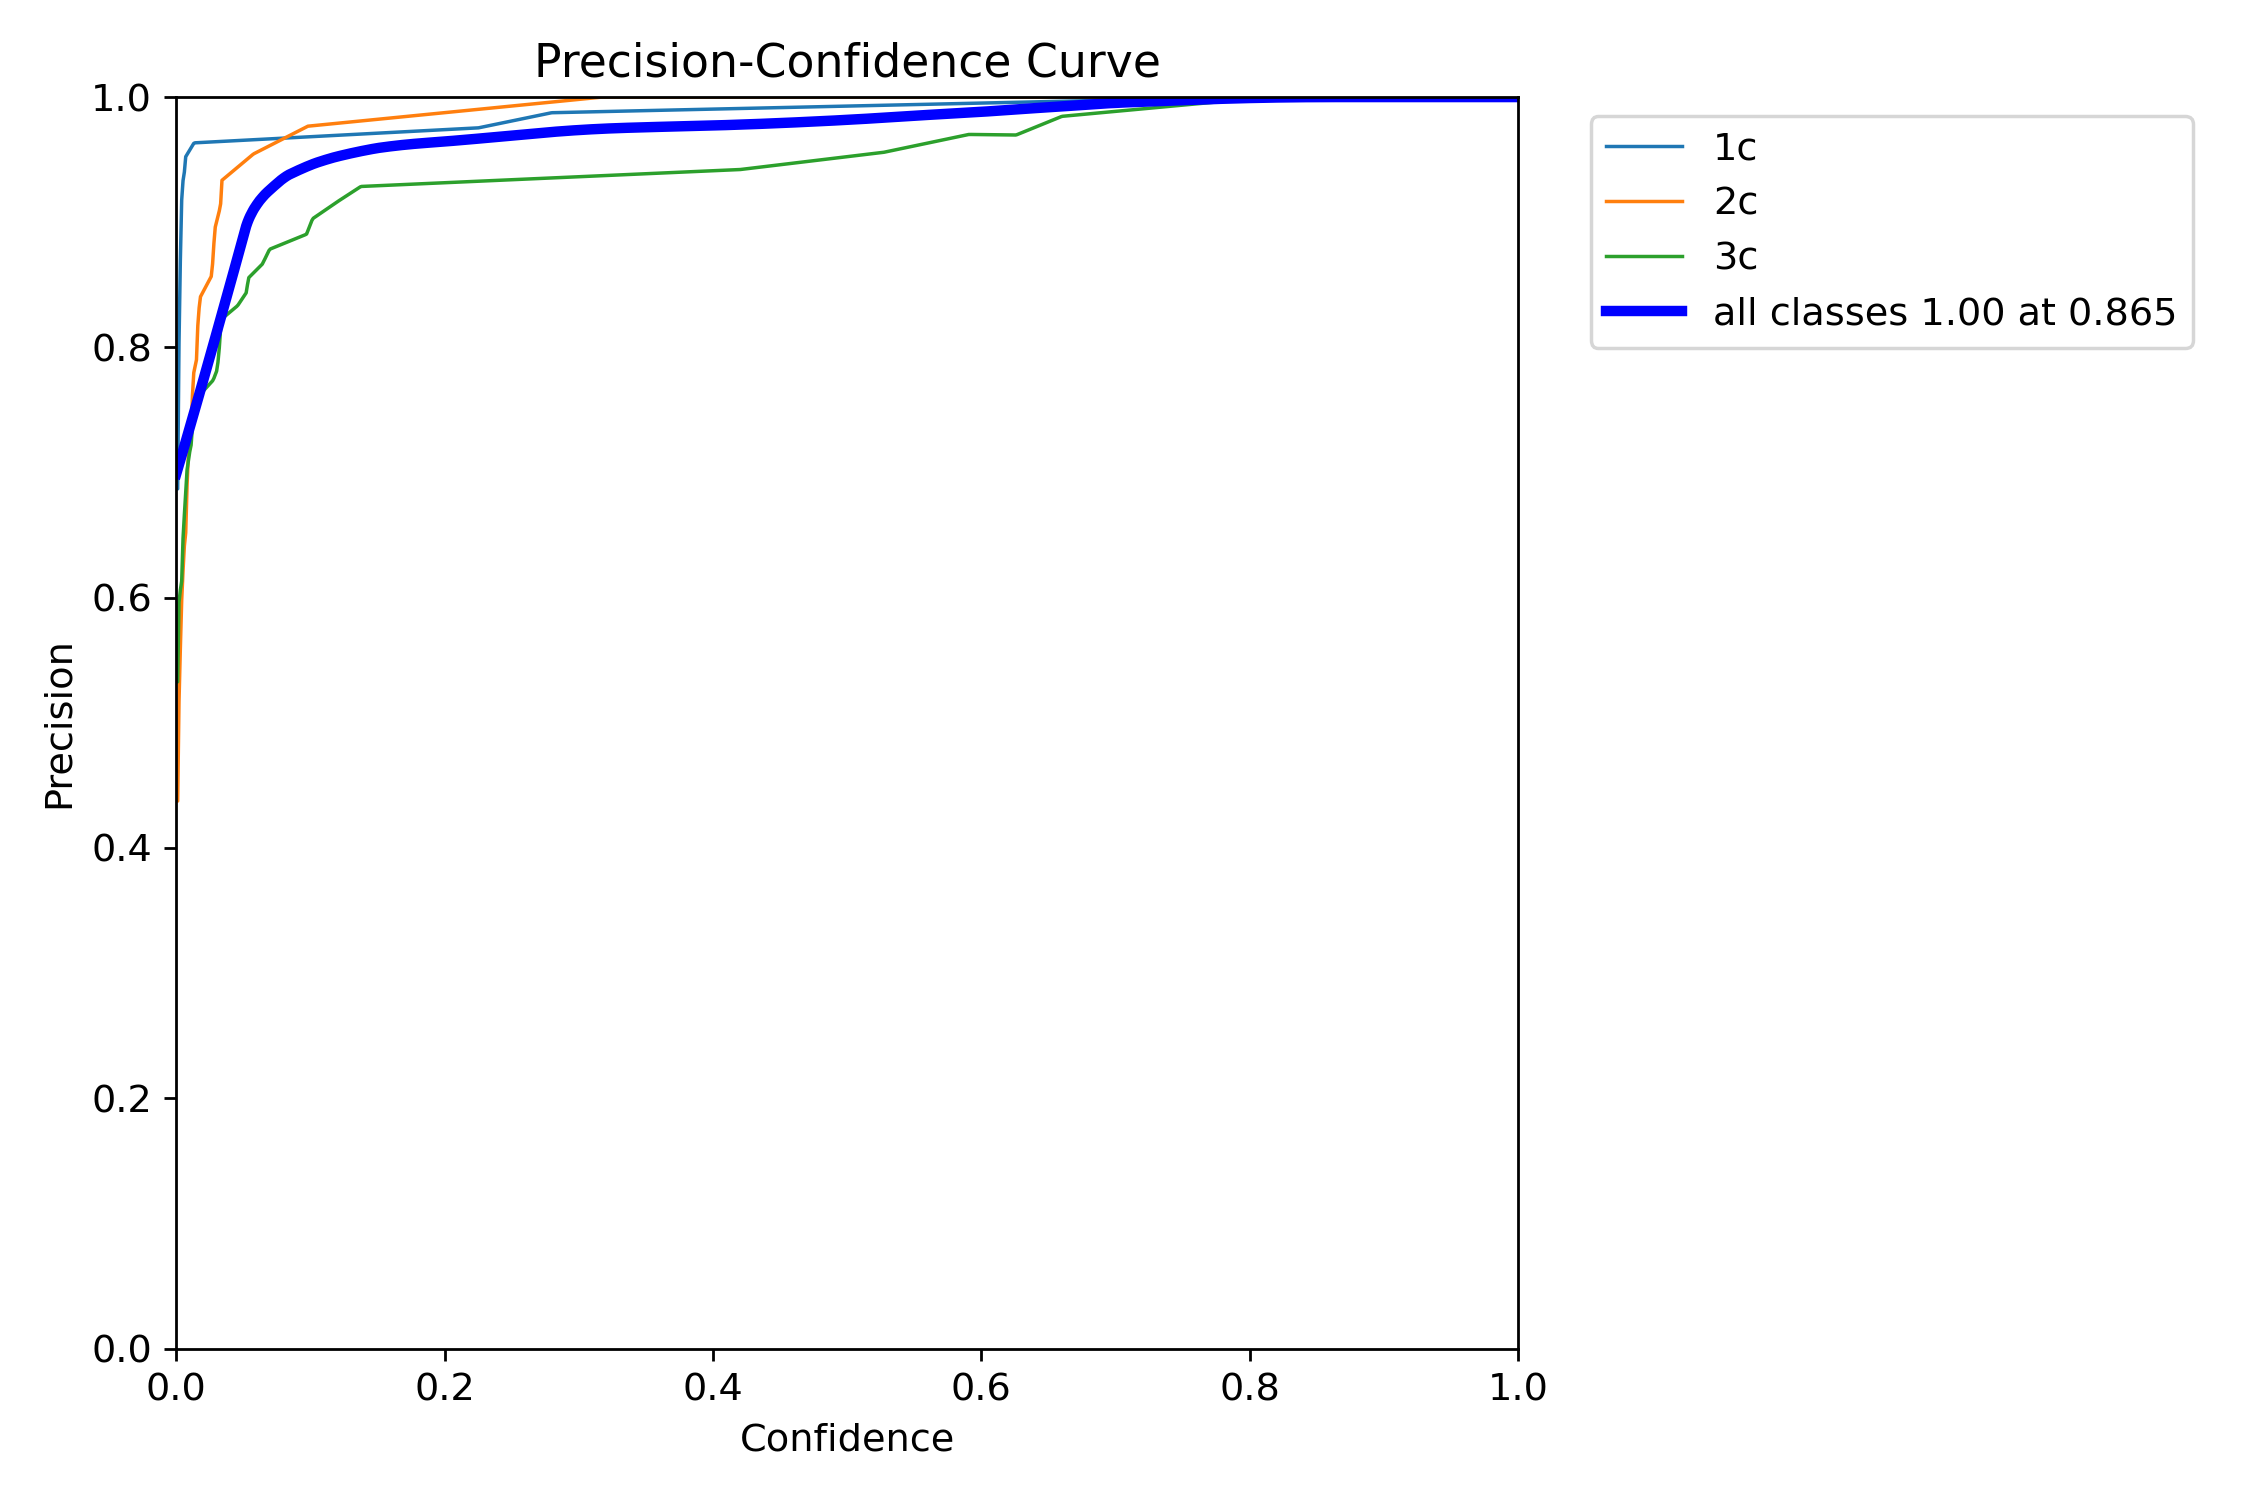 Precision-Confidence Curve
1.0
0.8
0.6
0.4
0.2
0.0
Precision
0.0 0.2 0.4 0.6 0.8 1.0
Confidence
1c
2c
3c
all classes 1.00 at 0.865